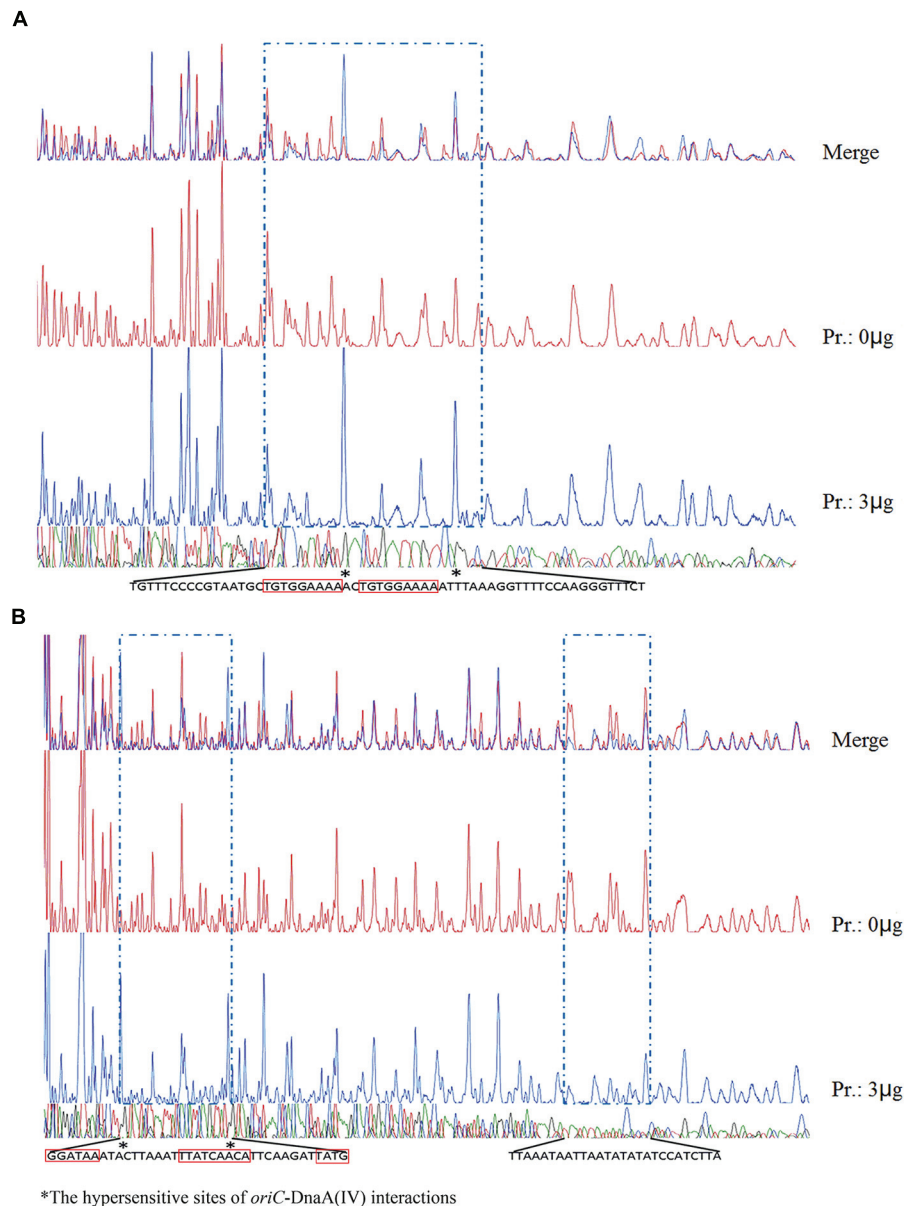 A
Merge
Pr.: 0µg
Pr.: 3µg
* *
TGTTTCCCCGTAATGCTGTGGAAAAACTGTGGAAAAATTTAAAGGTTTTCCAAGGGTTTCT
B
Merge
Pr.: 0µg
Pr.: 3µg
* *
GGATAAATACTTAAATTTATCAACATTCAAGATTATG TTAAATAATTAATATATATCCATCTTA
*The hypersensitive sites of oriC-DnaA(IV) interactions